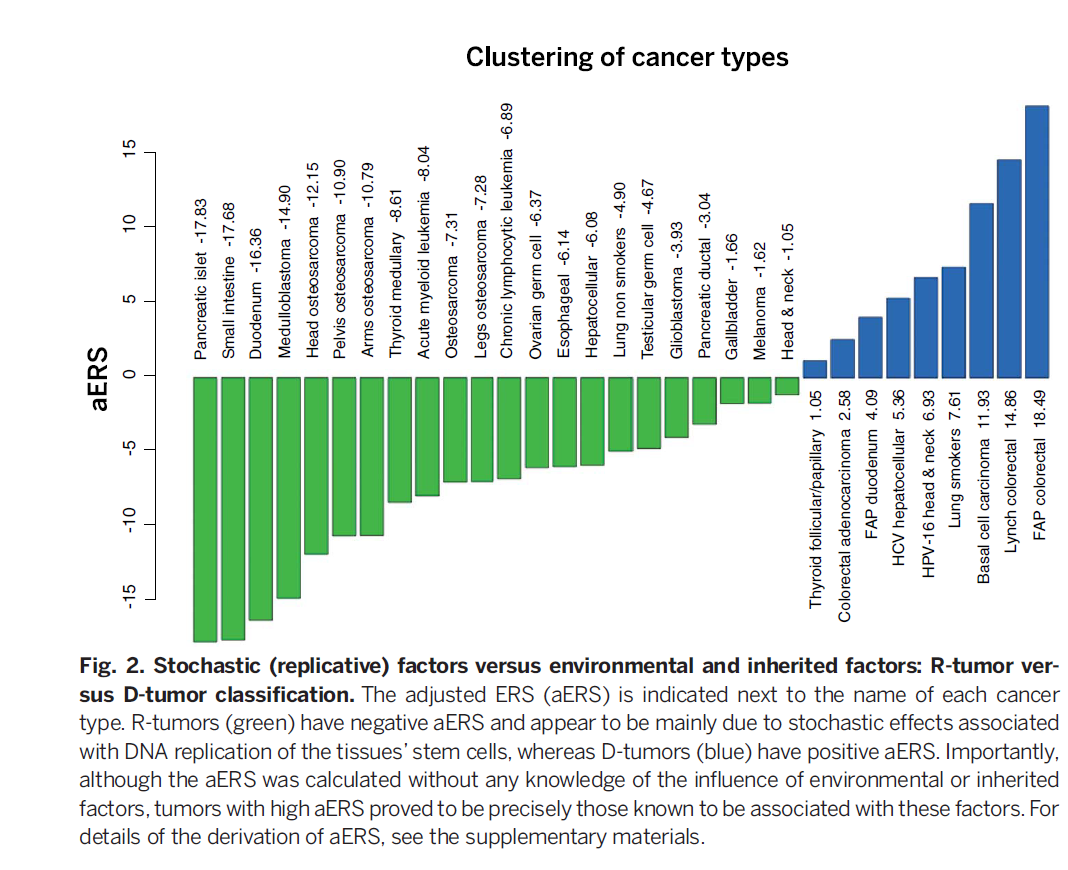 Clustering of cancer types
aERS
15
10
5
0
-5
-10
-15
Pancreatic islet -17.83
Small intestine -17.68
Duodenum -16.36
Medulloblastoma -14.90
Head osteosarcoma -12.15
Pelvis osteosarcoma -10.90
Arms osteosarcoma -10.79
Thyroid medullary -8.61
Acute myeloid leukemia -8.04
Osteosarcoma -7.31
Legs osteosarcoma -7.28
Chronic lymphocytic leukemia -6.89
Ovarian germ cell -6.37
Esophageal -6.14
Hepatocellular -6.08
Lung non smokers -4.90
Testicular germ cell -4.67
Glioblastoma -3.93
Pancreatic ductal -3.04
Gallbladder -1.66
Melanoma -1.62
Head & neck -1.05
Thyroid follicular/papillary 1.05
Colorectal adenocarcinoma 2.58
FAP duodenum 4.09
HCV hepatocellular 5.36
HPV-16 head & neck 6.93
Lung smokers 7.61
Basal cell carcinoma 11.93
Lynch colorectal 14.86
FAP colorectal 18.49
Fig. 2. Stochastic (replicative) factors versus environmental and inherited factors: R-tumor ver-
sus D-tumor classification. The adjusted ERS (aERS) is indicated next to the name of each cancer
type. R-tumors (green) have negative aERS and appear to be mainly due to stochastic effects associated
with DNA replication of the tissues' stem cells, whereas D-tumors (blue) have positive aERS. Importantly,
although the aERS was calculated without any knowledge of the influence of environmental or inherited
factors, tumors with high aERS proved to be precisely those known to be associated with these factors. For
details of the derivation of aERS, see the supplementary materials.